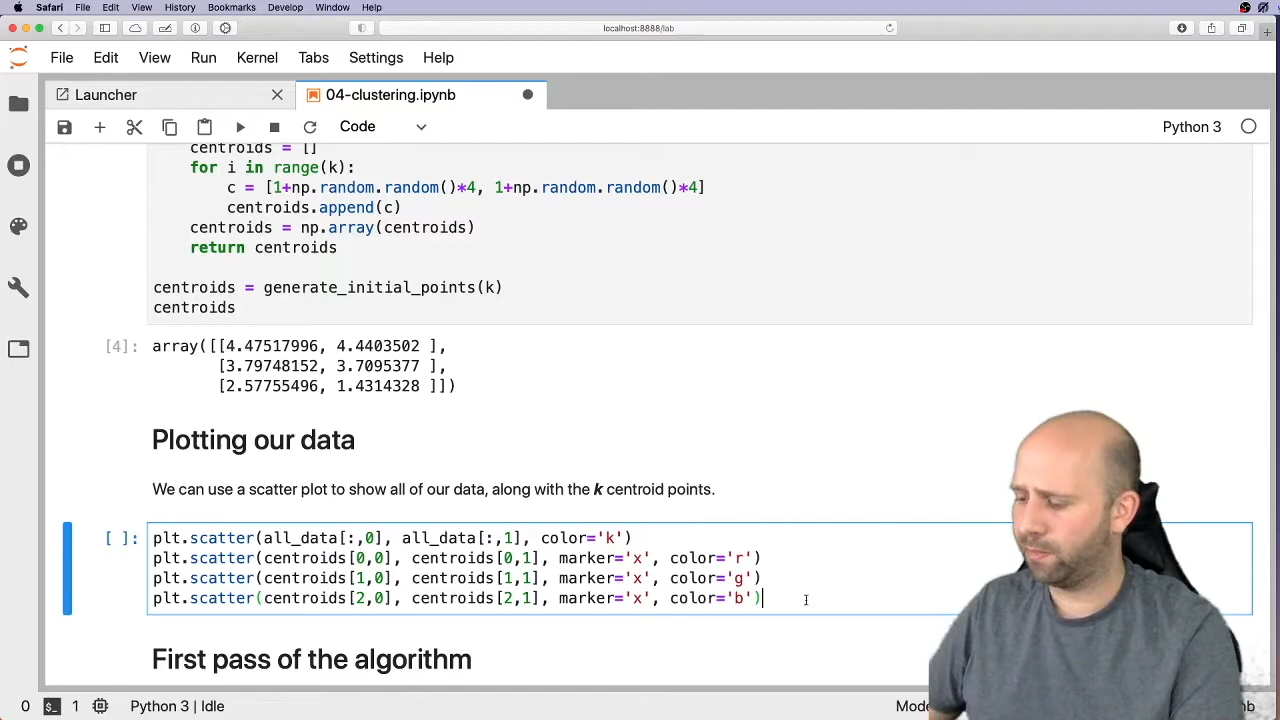 Safari File Edit View History Bookmarks Develop Window Help
localhost:8888/lab
File Edit View Run Kernel Tabs Settings Help
Launcher 04-clustering.ipynb
Code Python 3
centroids = []
for i in range(k):
c = [1+np.random.random()*4, 1+np.random.random()*4]
centroids.append(c)
centroids = np.array(centroids)
return centroids
centroids = generate_initial_points(k)
centroids
[4]: array([[4.47517996, 4.4403502 ],
[3.79748152, 3.7095377 ],
[2.57755496, 1.4314328 ]])
Plotting our data
We can use a scatter plot to show all of our data, along with the k centroid points.
[ ]: plt.scatter(all_data[:,0], all_data[:,1], color='k')
plt.scatter(centroids[0,0], centroids[0,1], marker='x', color='r')
plt.scatter(centroids[1,0], centroids[1,1], marker='x', color='g')
plt.scatter(centroids[2,0], centroids[2,1], marker='x', color='b')
First pass of the algorithm
0 1 Python 3 | Idle